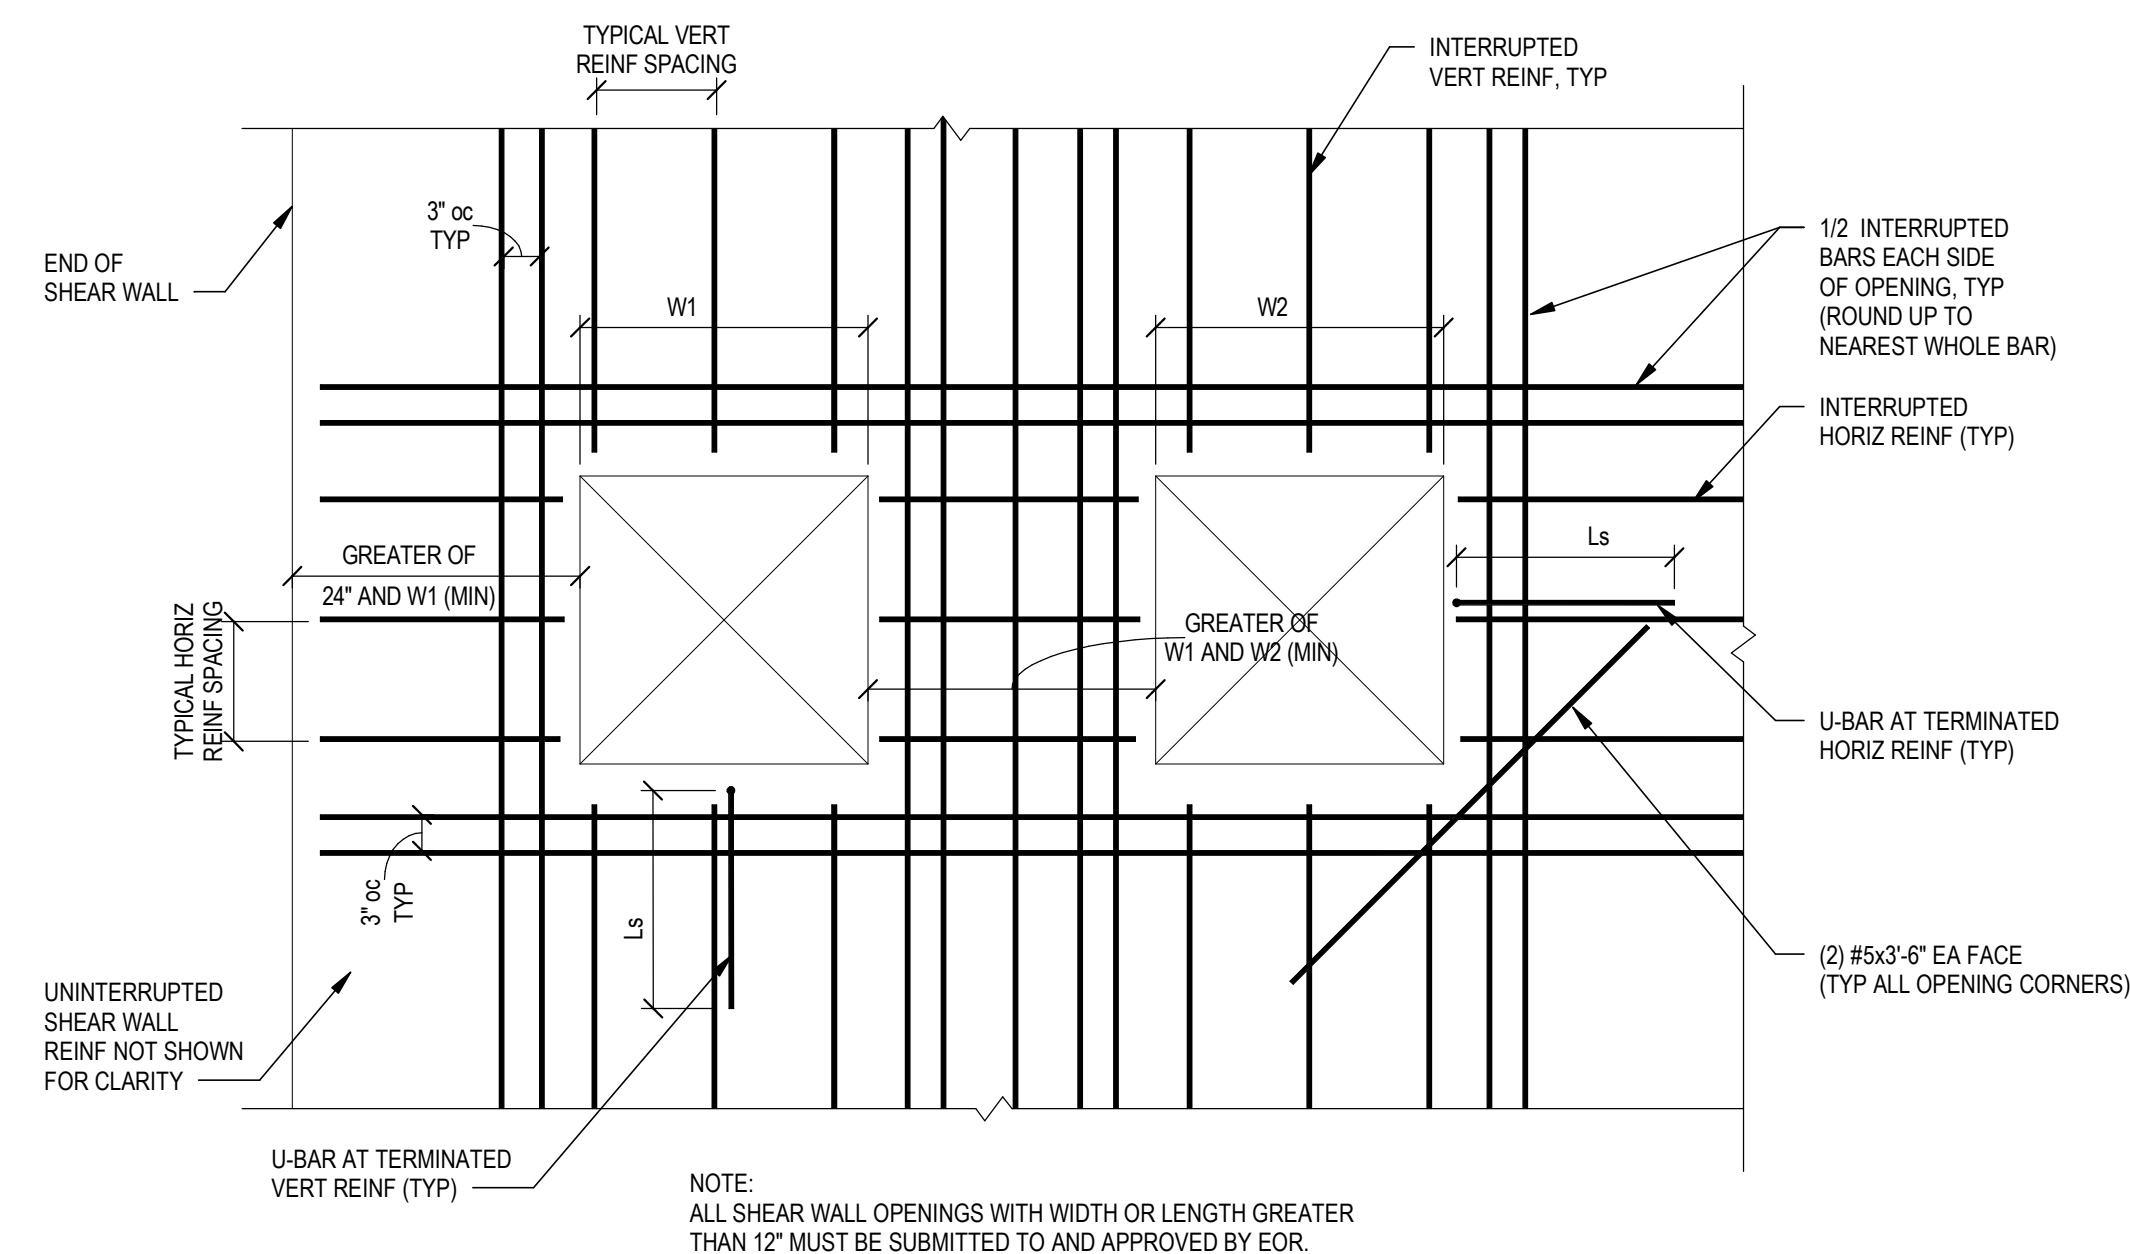 TYPICAL VERT
REINF SPACING
INTERRUPTED
VERT REINF, TYP
3" oc
TYP
END OF
SHEAR WALL
W1
W2
1/2 INTERRUPTED
BARS EACH SIDE
OF OPENING, TYP
(ROUND UP TO
NEAREST WHOLE BAR)
INTERRUPTED
HORIZ REINF (TYP)
Ls
GREATER OF
24" AND W1 (MIN)
TYPICAL HORIZ
REINF SPACING
GREATER OF
W1 AND W2 (MIN)
U-BAR AT TERMINATED
HORIZ REINF (TYP)
3" oc
TYP
Ls
(2) #5x3'-6" EA FACE
(TYP ALL OPENING CORNERS)
UNINTERRUPTED
SHEAR WALL
REINF NOT SHOWN
FOR CLARITY
U-BAR AT TERMINATED
VERT REINF (TYP)
NOTE:
ALL SHEAR WALL OPENINGS WITH WIDTH OR LENGTH GREATER
THAN 12" MUST BE SUBMITTED TO AND APPROVED BY EOR.